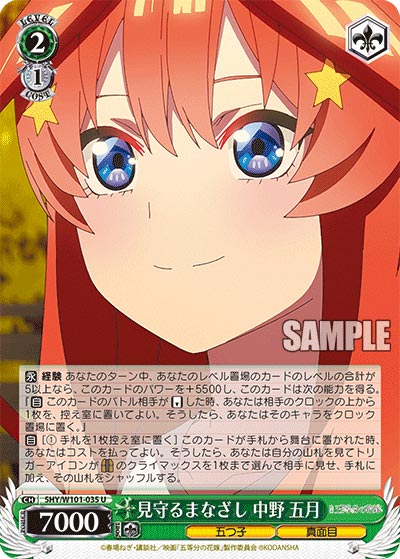 LEVEL
2
1
COST
SAMPLE
永 経験 あなたのターン中、あなたのレベル置場のカードのレベルの合計が
5以上なら、このカードのパワーを+5500し、このカードは次の能力を得る。
『自 このカードのバトル相手が した時、あなたは相手のクロックの上から
1枚を、控え室に置いてよい。そうしたら、あなたはそのキャラをクロック
置場に置く。』
自 [① 手札を1枚控え室に置く] このカードが手札から舞台に置かれた時、
あなたはコストを払ってよい。そうしたら、あなたは自分の山札を見てトリ
ガーアイコンが のクライマックスを1枚まで選んで相手に見せ、手札に加
え、その山札をシャッフルする。
CH 5HY/W101-035 U
7000
見守るまなざし 中野 五月
五つ子
真面目
©春場ねぎ・講談社/映画「五等分の花嫁」製作委員会 ®KODANSHA